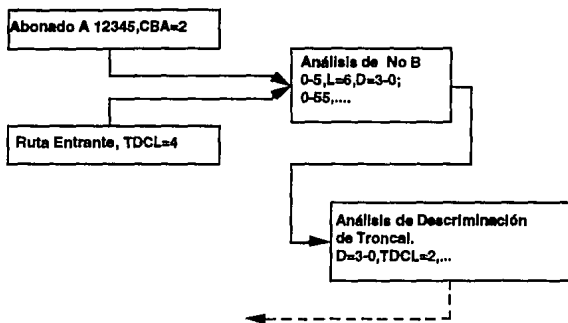 Abonado A 12345,CBA=2
Análisis de No B
0-5,L=6,D=3-0;
0-55,....
Ruta Entrante, TDCL=4
Análisis de Descriminación
de Troncal.
D=3-0,TDCL=2,...